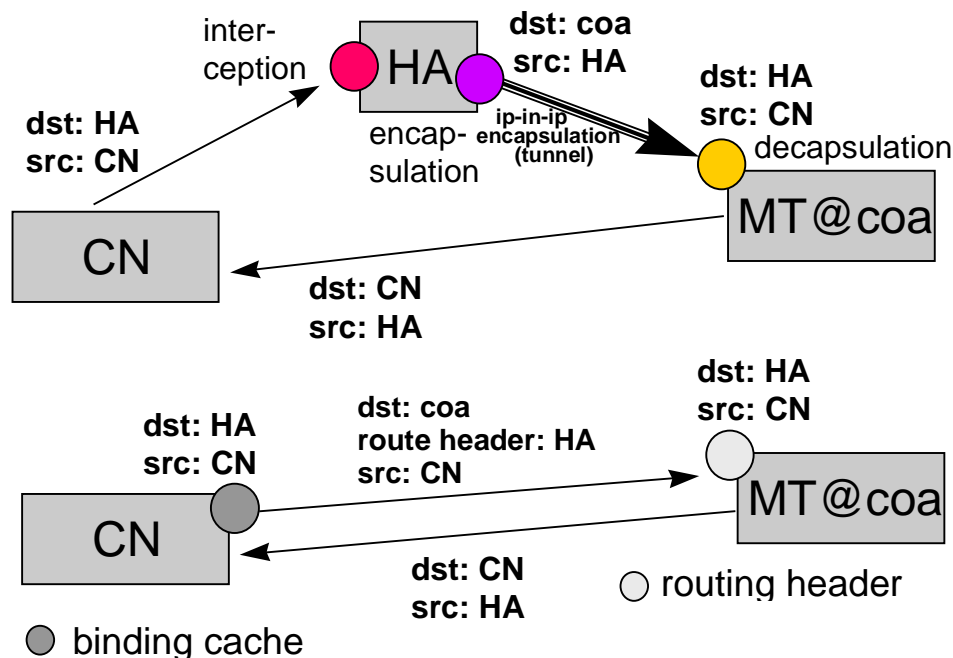 inter-
ception
HA
dst: coa
src: HA
dst: HA
src: CN
dst: HA
src: CN
encap-
sulation
ip-in-ip
encapsulation
(tunnel)
decapsulation
CN
MT@coa
dst: CN
src: HA
dst: HA
src: CN
dst: HA
src: CN
dst: coa
route header: HA
src: CN
CN
MT@coa
dst: CN
src: HA
routing header
binding cache